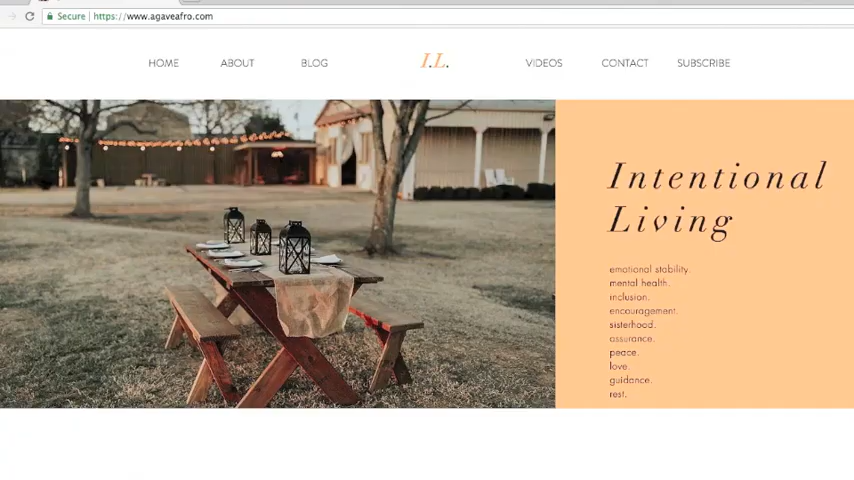 Secure | https://www.agaveafro.com
HOME ABOUT BLOG I.L. VIDEOS CONTACT SUBSCRIBE
Intentional
Living
emotional stability.
mental health.
inclusion.
encouragement.
sisterhood.
assurance.
peace.
love.
guidance.
rest.